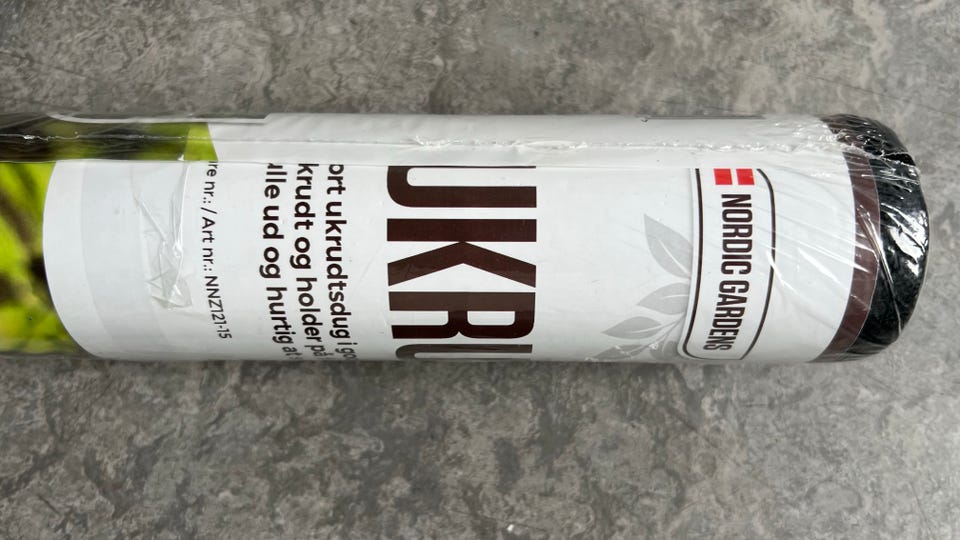 NORDIC GARDENS
UKRU
ort ukrudtsdug i go
krudt og holder på
ulle ud og hurtig at
re nr.: / Art nr.: NNZ121-15